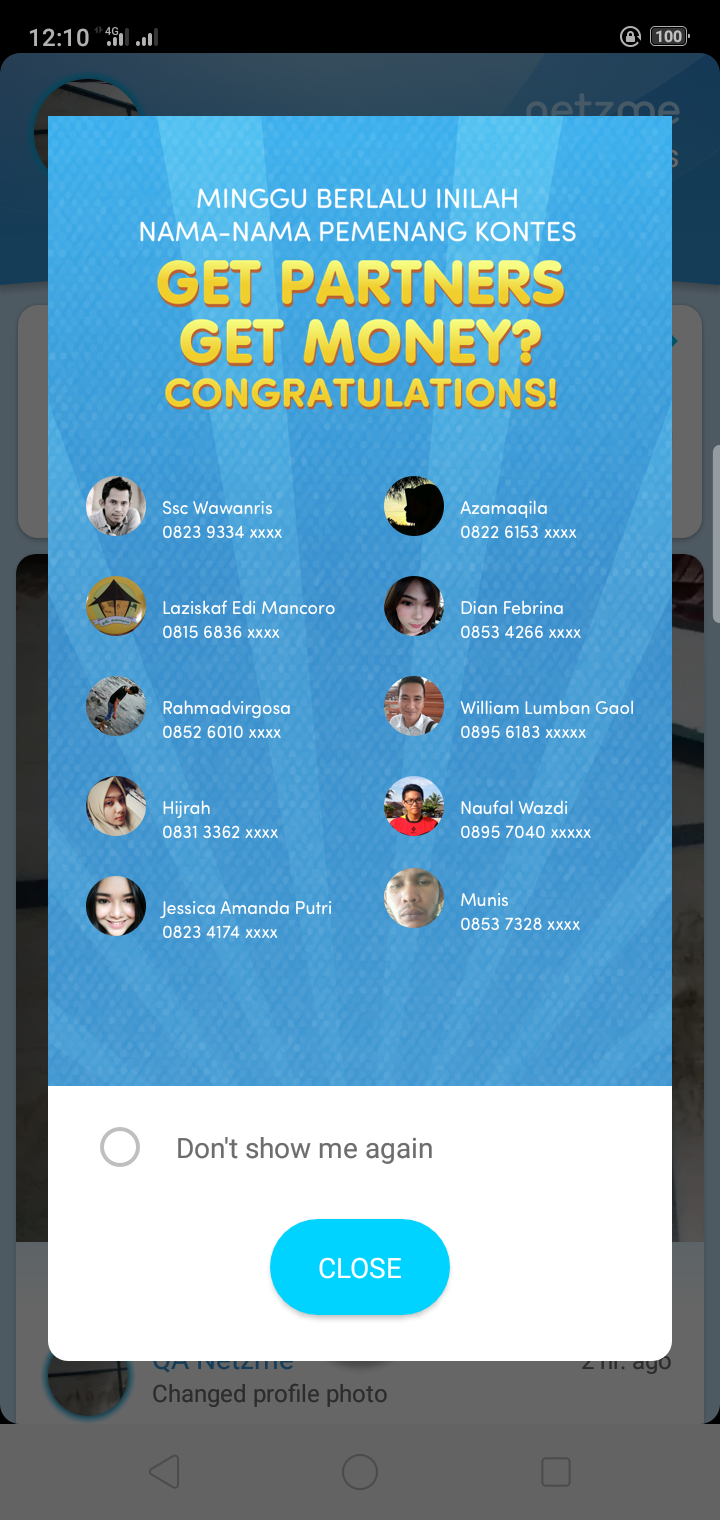 12:10
4G
100
netzme
MINGGU BERLALU INILAH
NAMA-NAMA PEMENANG KONTES
GET PARTNERS
GET MONEY?
CONGRATULATIONS!
Ssc Wawanris
0823 9334 xxxx
Azamaqila
0822 6153 xxxx
Laziskaf Edi Mancoro
0815 6836 xxxx
Dian Febrina
0853 4266 xxxx
Rahmadvirgosa
0852 6010 xxxx
William Lumban Gaol
0895 6183 xxxxx
Hijrah
0831 3362 xxxx
Naufal Wazdi
0895 7040 xxxxx
Jessica Amanda Putri
0823 4174 xxxx
Munis
0853 7328 xxxx
Don't show me again
CLOSE
QA Netzme
2 hr. ago
Changed profile photo